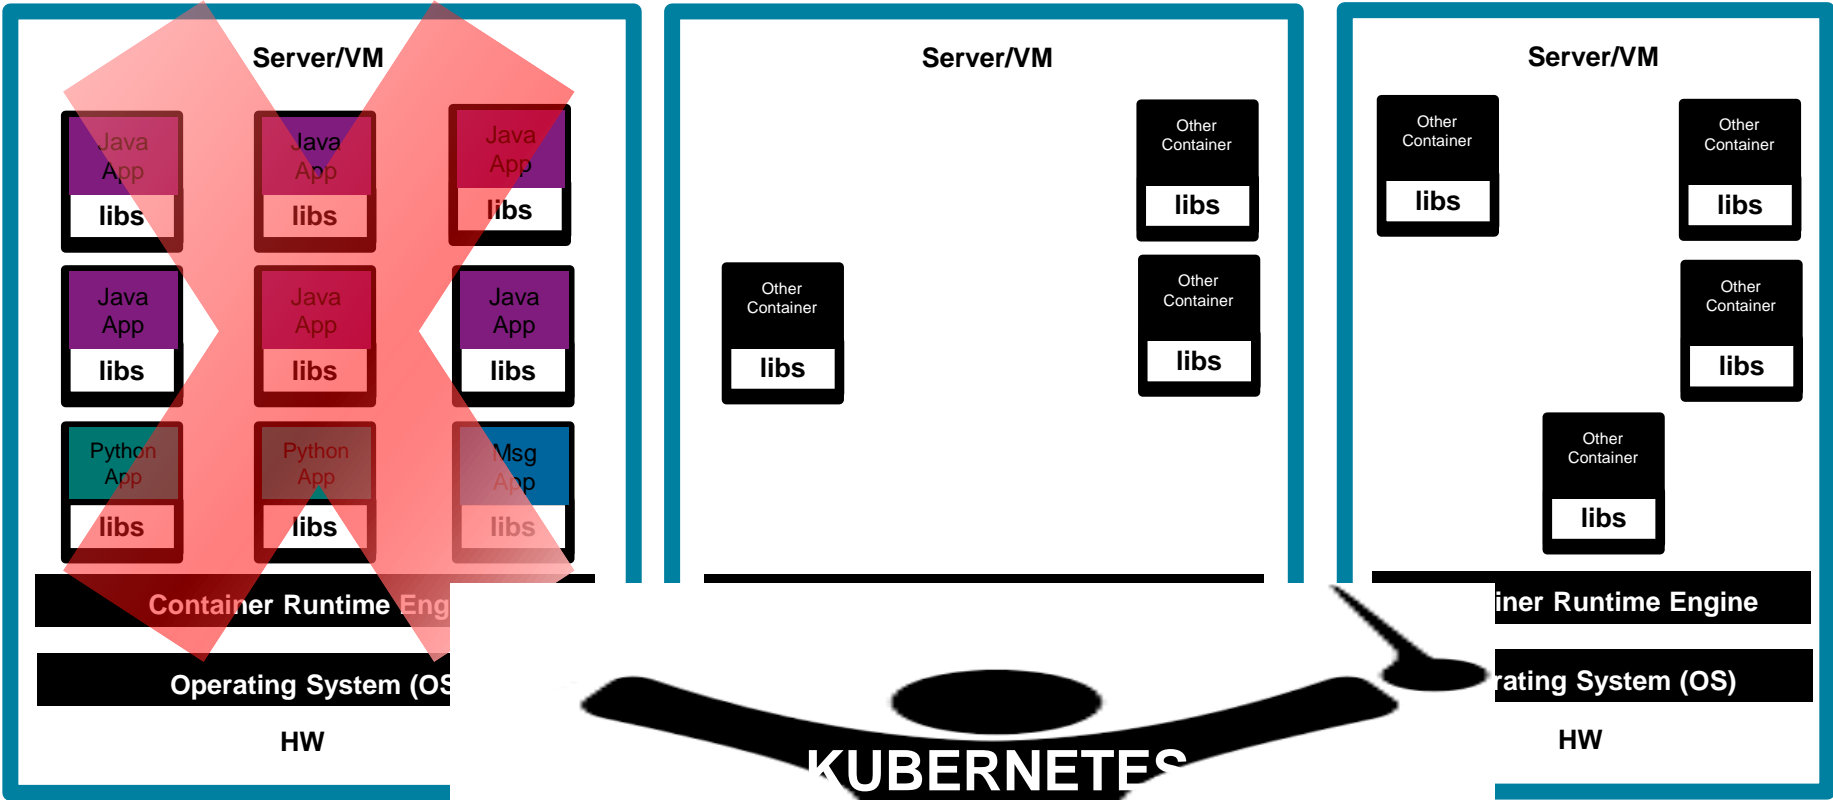 Server/VM
Java
App
libs
Java
App
libs
Java
App
libs
Java
App
libs
Java
App
libs
Java
App
libs
Python
App
libs
Python
App
libs
Msg
App
libs
Container Runtime Eng
Operating System (OS
HW
Server/VM
Other
Container
libs
Other
Container
libs
Other
Container
libs
Server/VM
Other
Container
libs
Other
Container
libs
Other
Container
libs
Other
Container
libs
iner Runtime Engine
rating System (OS)
HW
KUBERNETES